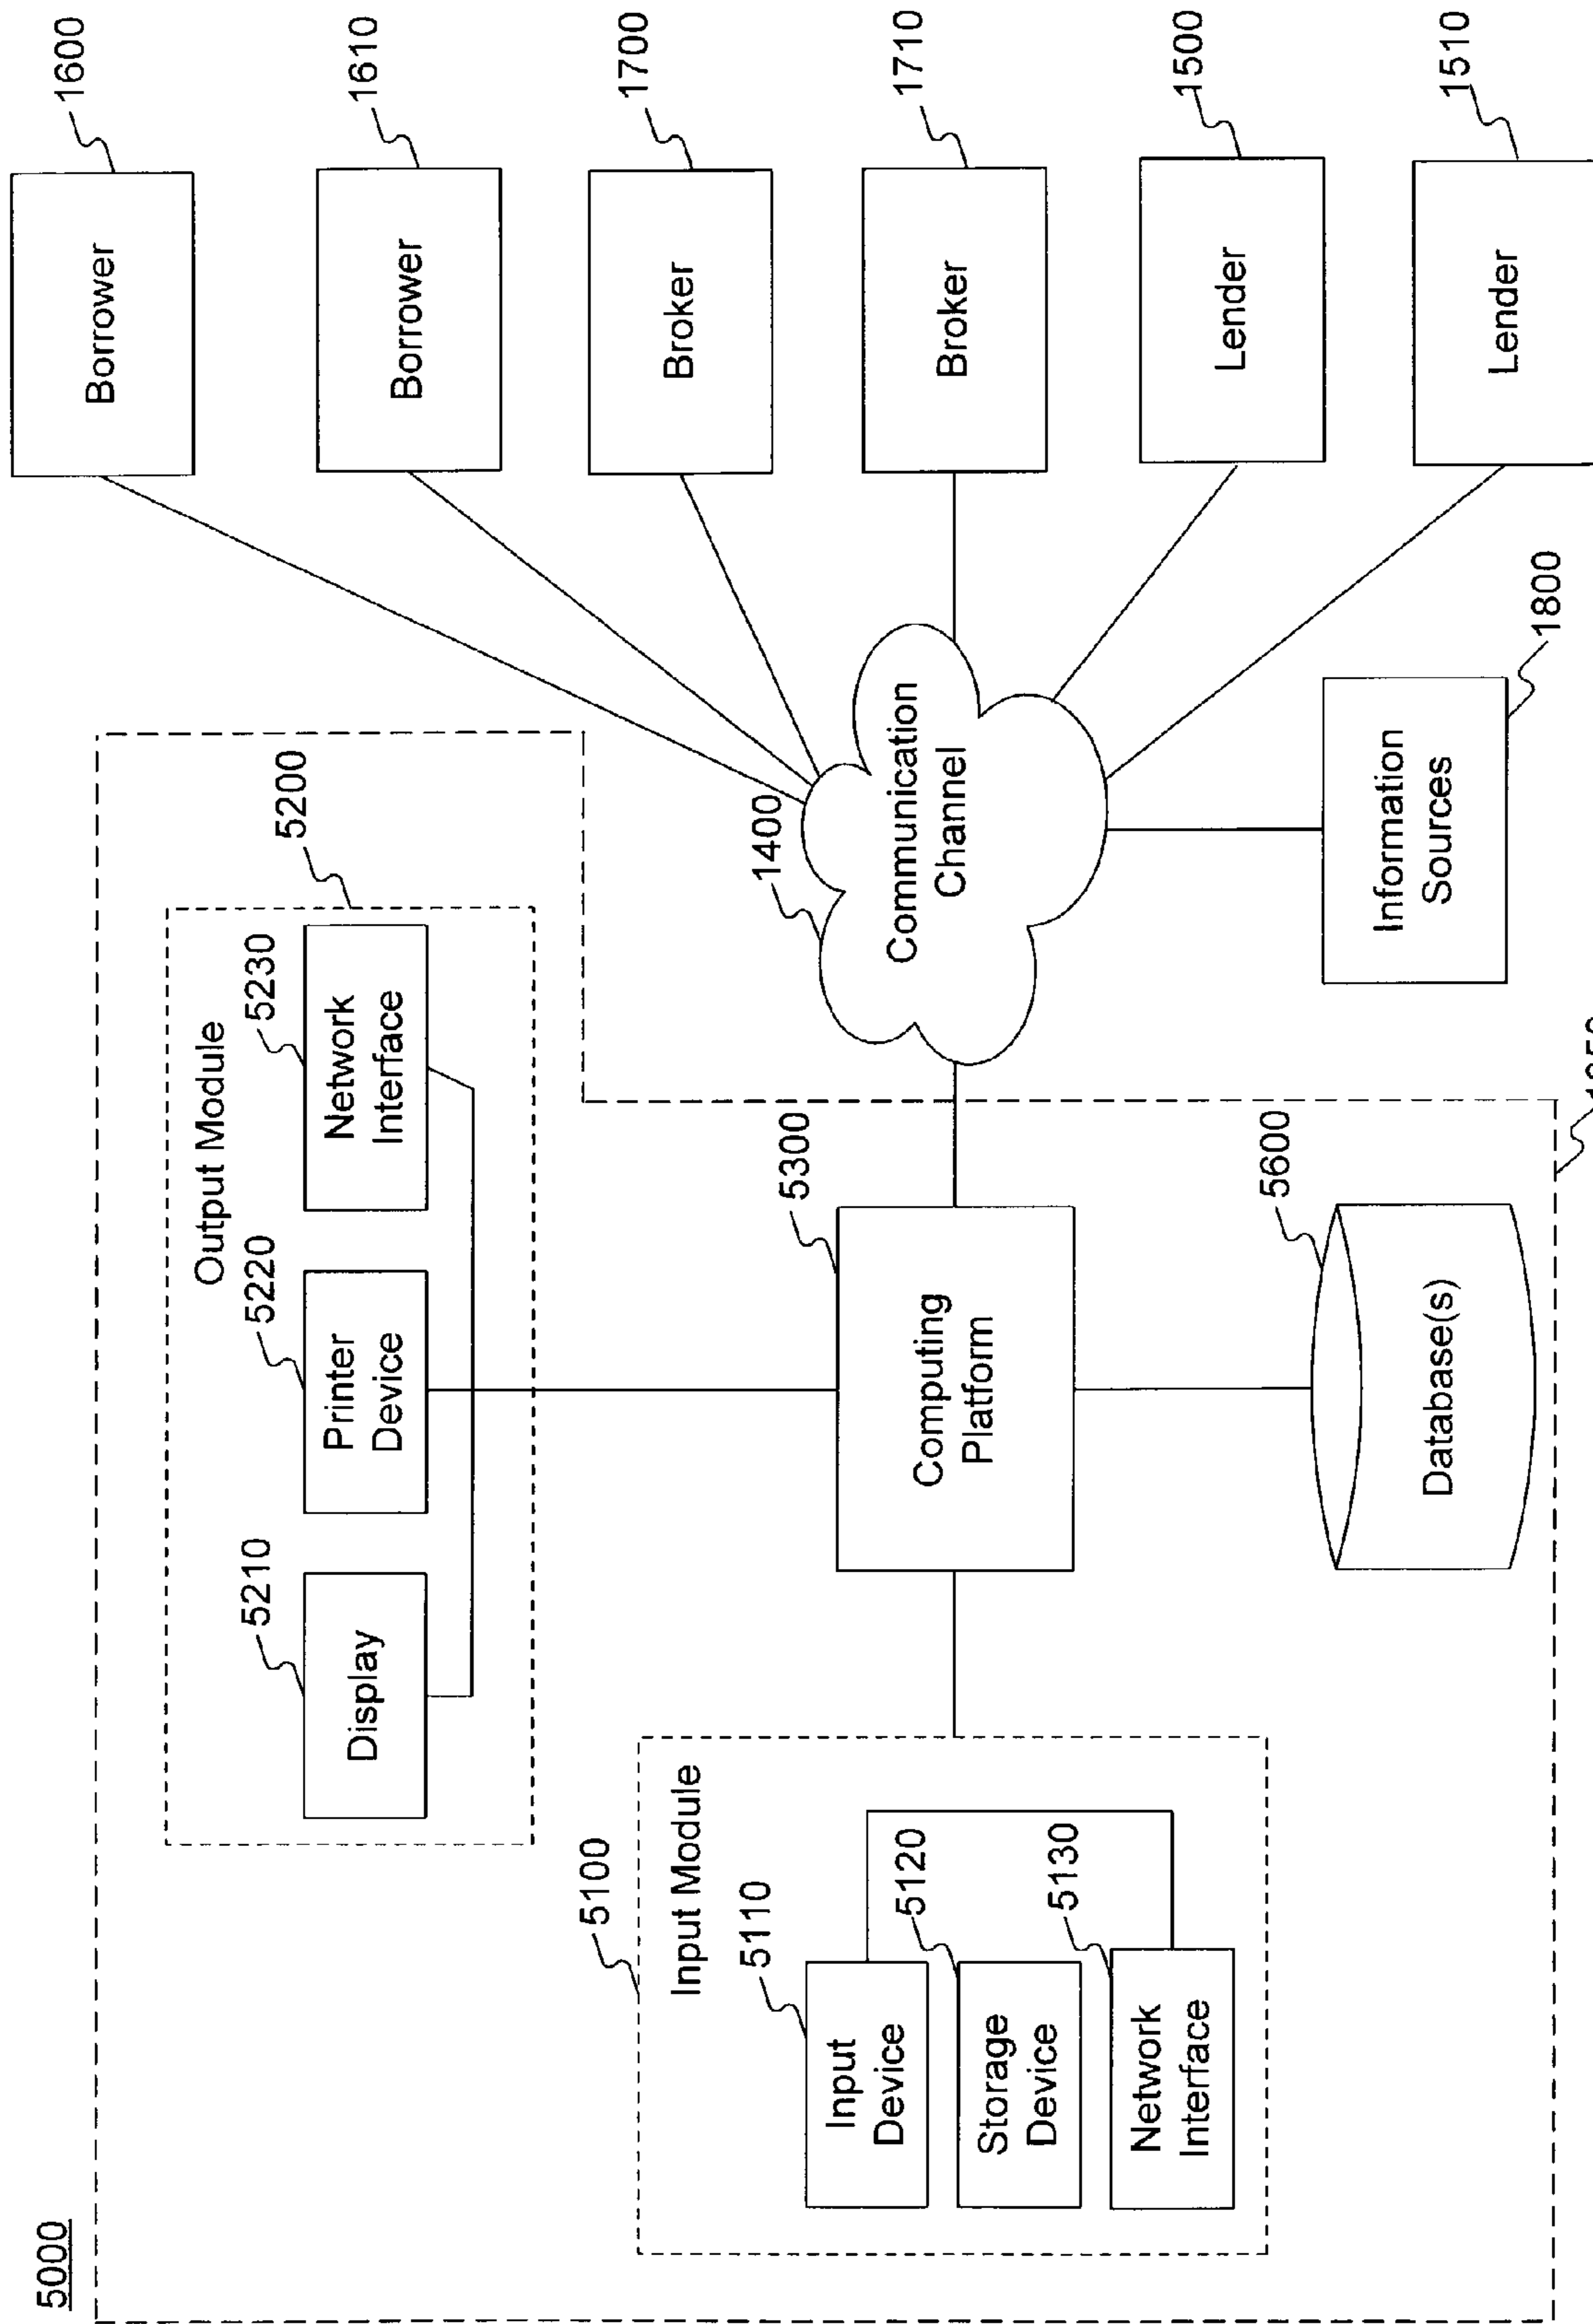 5000
5200
Output Module
5210
5220
5230
Display
Printer
Device
Network
Interface
5100
Input Module
5110
Input
Device
5120
Storage
Device
5130
Network
Interface
5300
Computing
Platform
5600
Database(s)
1400
Communication
Channel
Information
Sources
1800
Borrower
1600
Borrower
1610
Broker
1700
Broker
1710
Lender
1500
Lender
1510